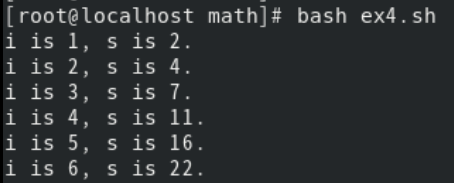 [root@localhost math]# bash ex4.sh
i is 1, s is 2.
i is 2, s is 4.
i is 3, s is 7.
i is 4, s is 11.
i is 5, s is 16.
i is 6, s is 22.